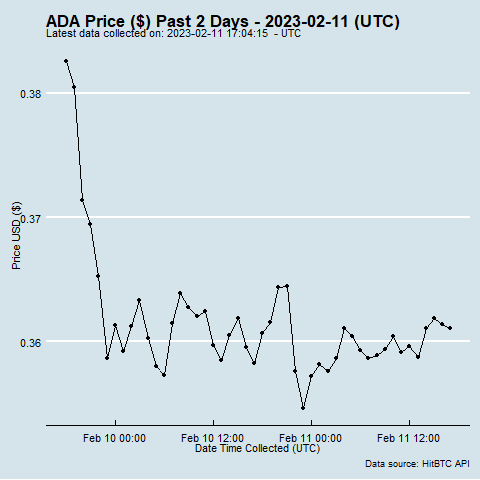 ADA Price ($) Past 2 Days - 2023-02-11 (UTC)
Latest data collected on: 2023-02-11 17:04:15 - UTC
0.38
0.37
0.36
Price USD ($)
Feb 10 00:00 Feb 10 12:00 Feb 11 00:00 Feb 11 12:00
Date Time Collected (UTC)
Data source: HitBTC API